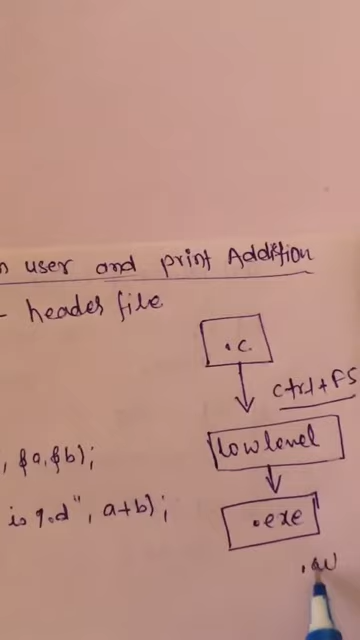 n user and print Addition
- header file
.c
ctrl+F5
, &a, &b);
lowlevel
is %d", a+b);
.exe